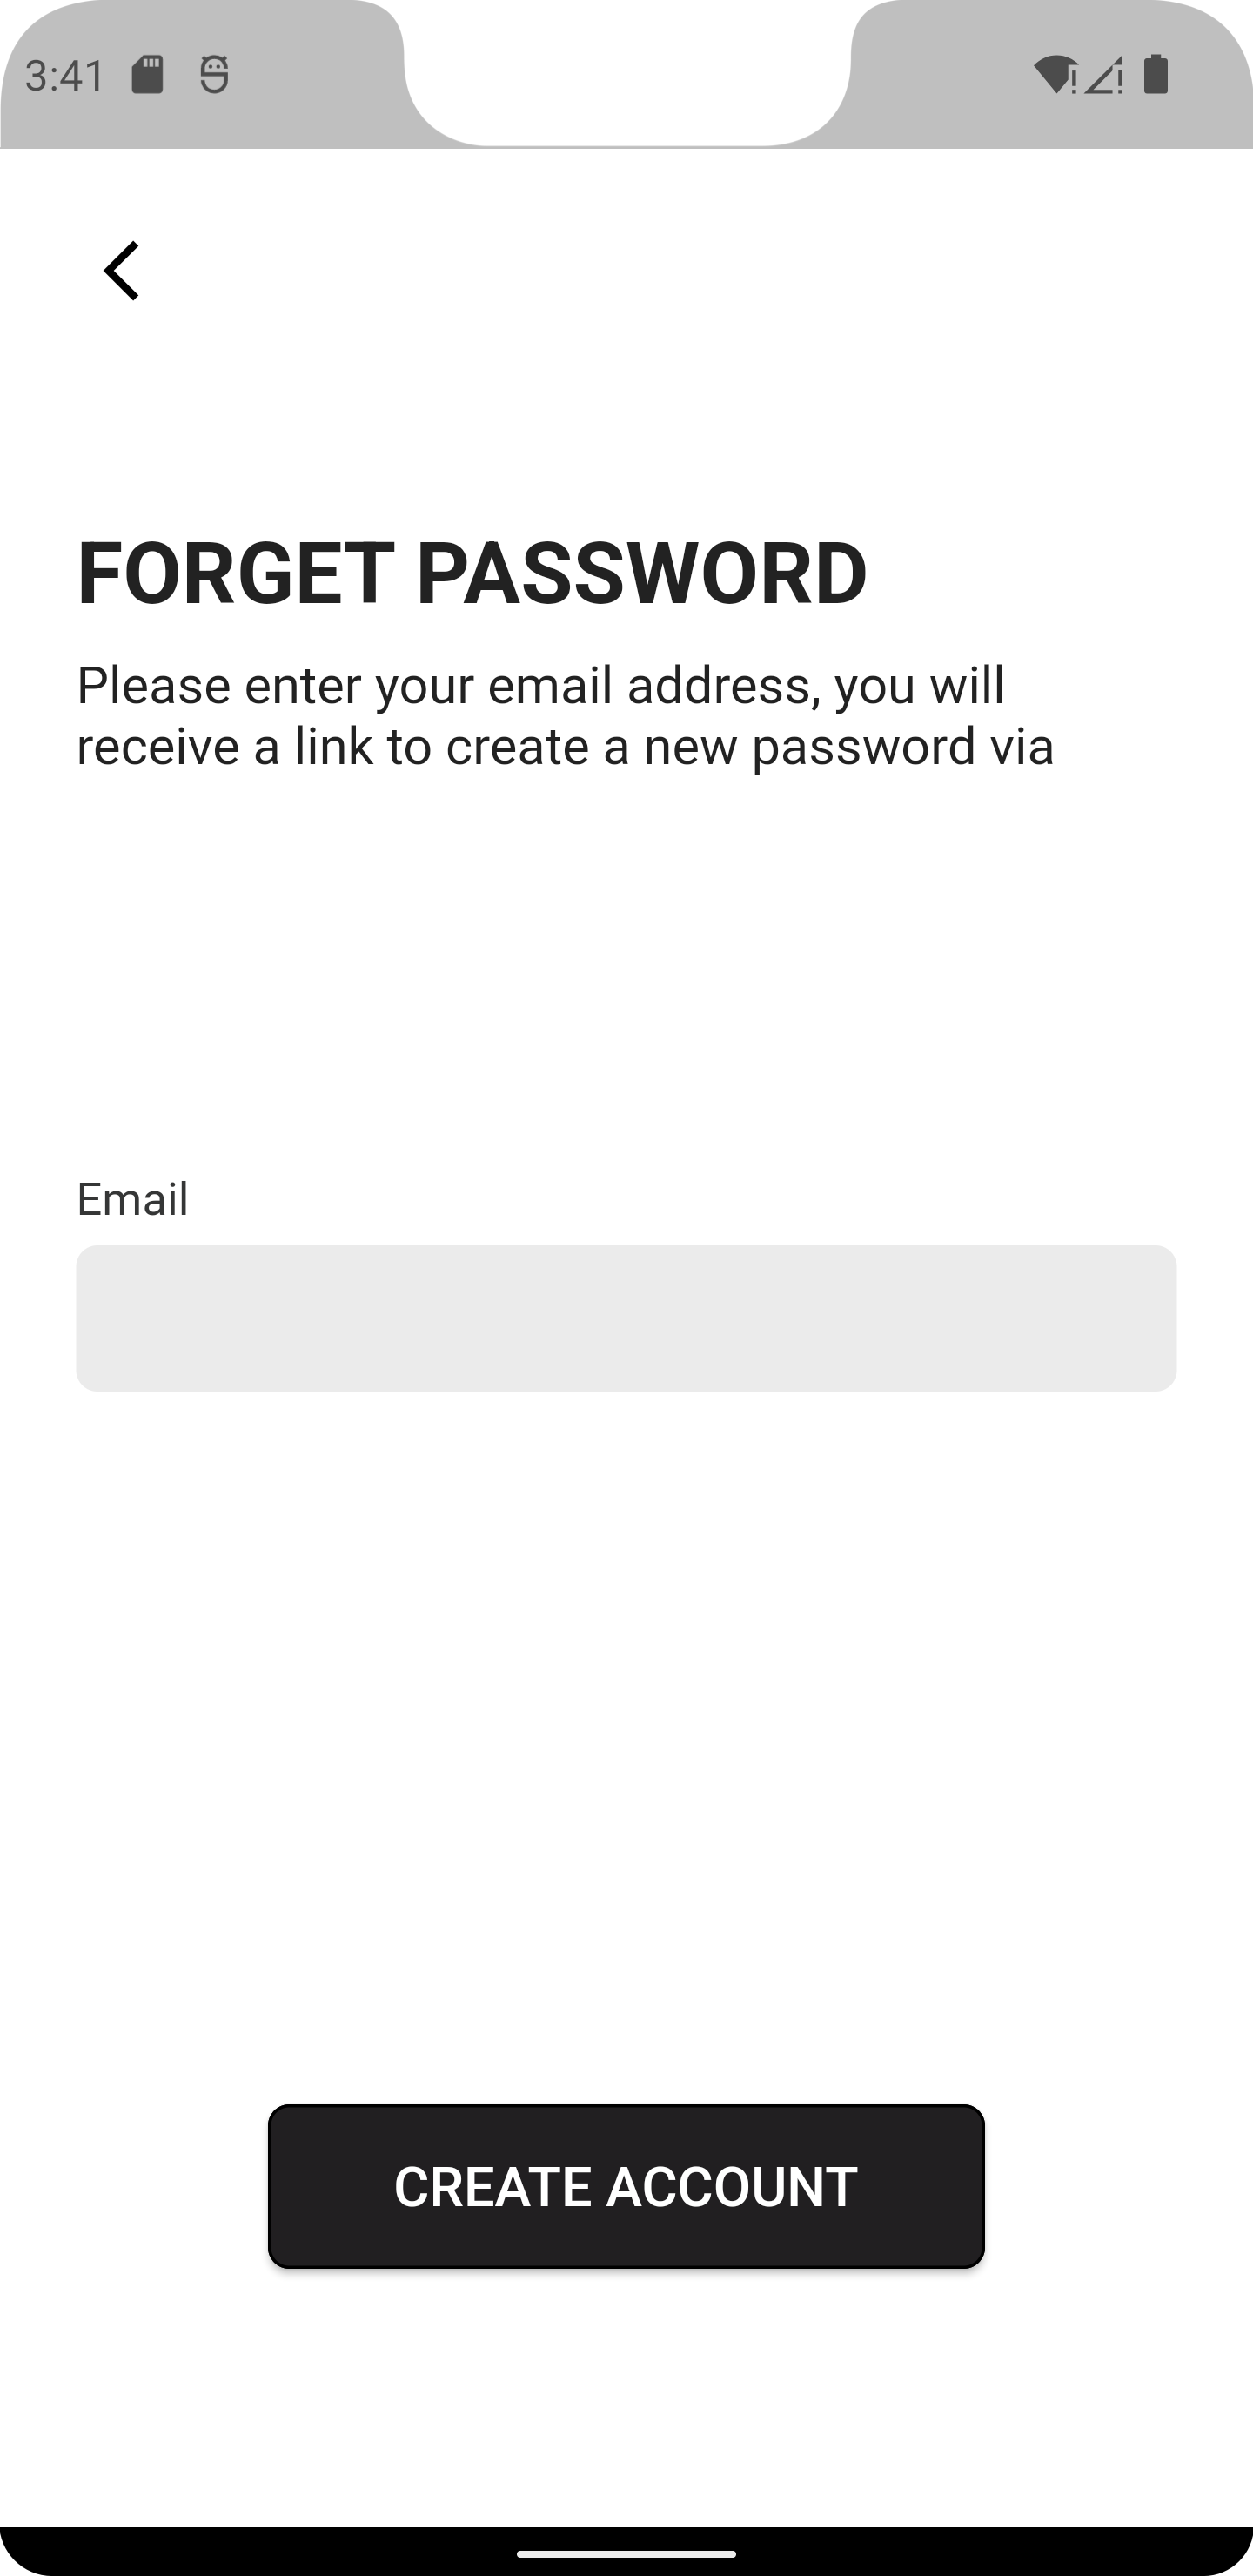 3:41
FORGET PASSWORD
Please enter your email address, you will
receive a link to create a new password via
Email
CREATE ACCOUNT